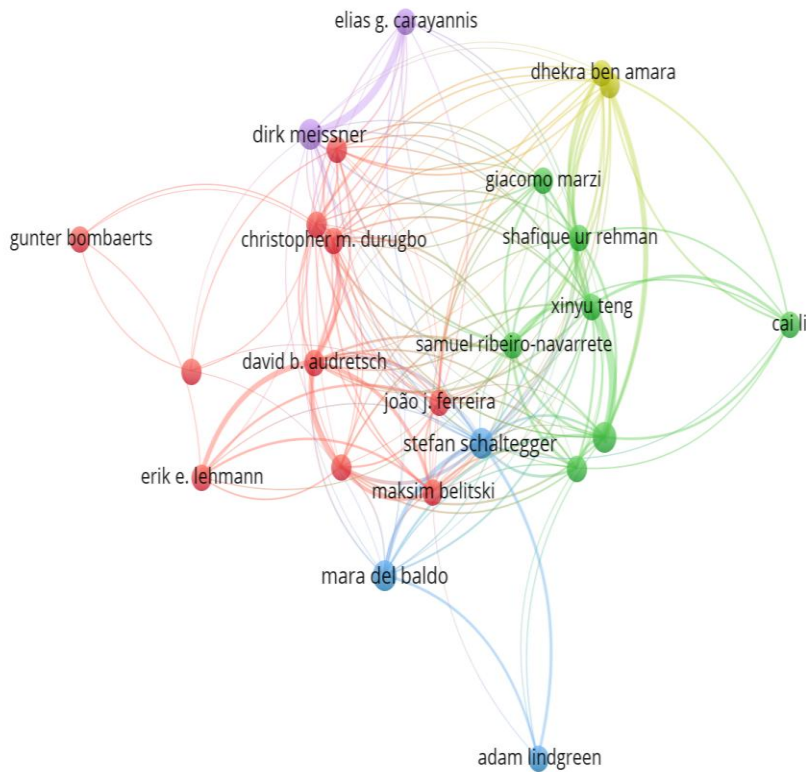 elias g. carayannis
dhekra ben amara
dirk meissner
giacomo marzi
gunter bombaerts
christopher m. durugbo
shafique ur rehman
xinyu teng
cai li
samuel ribeiro-navarrete
david b. audretsch
joão j. ferreira
stefan schaltegger
erik e. lehmann
maksim belitski
mara del baldo
adam lindgreen